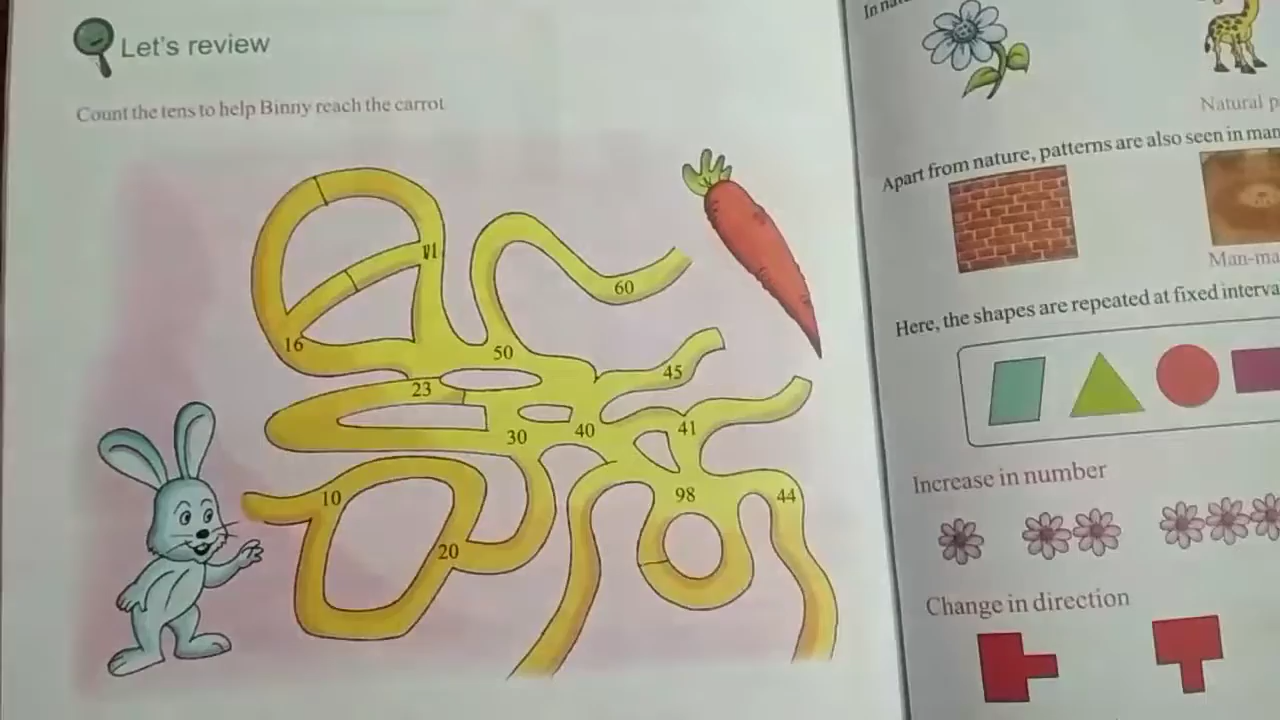 Let's review
Count the tens to help Binny reach the carrot
60
16
50
45
23
30
40
41
10
98
44
20
In
Natural
Apart from nature, patterns are also seen in
Here, the shapes are repeated at fixed
Increase in number
Change in direction